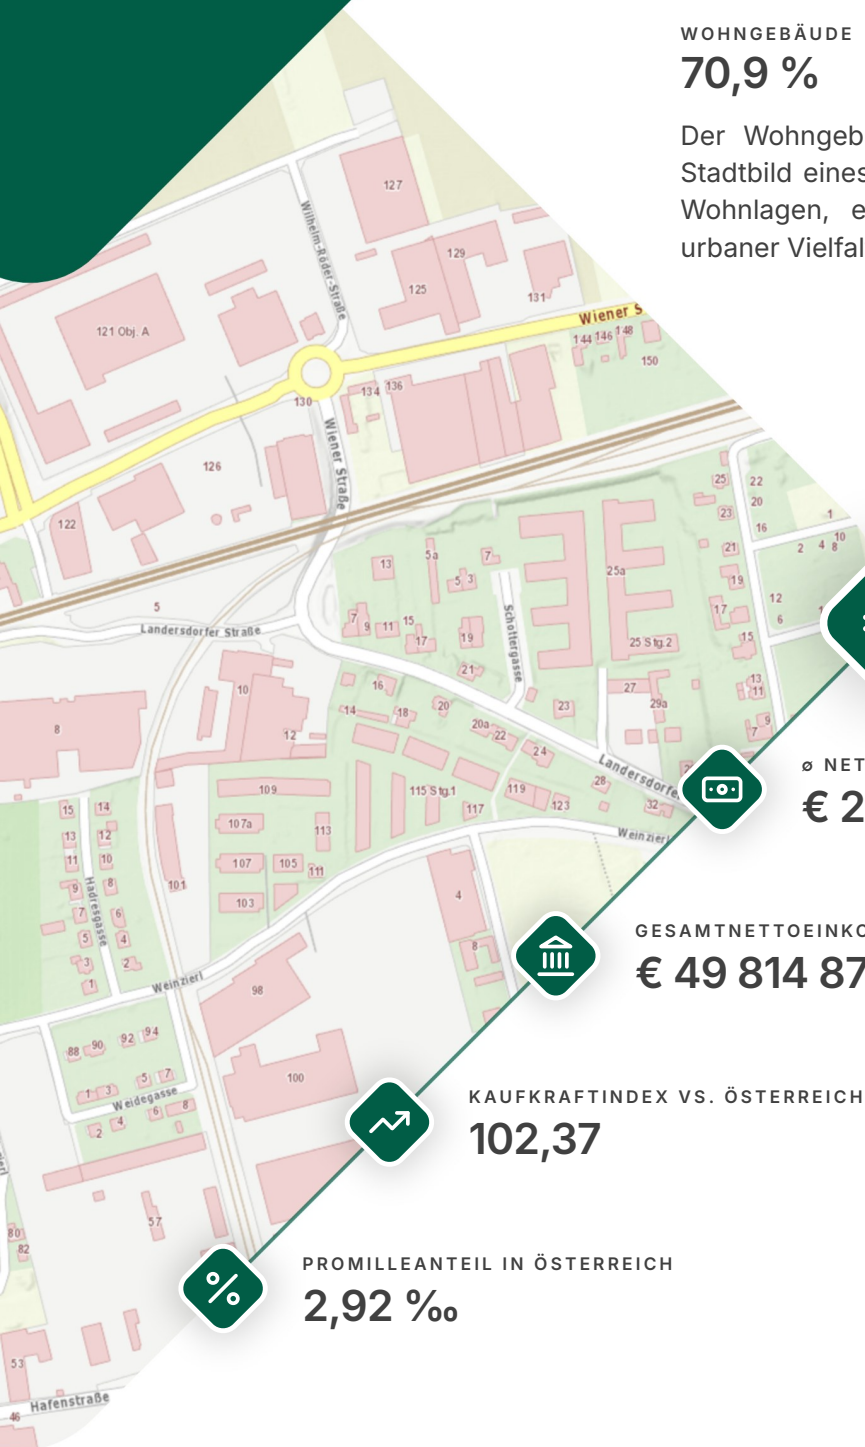 WOHNGEBÄUDE
70,9 %
Der Wohngeb
Stadtbild eines
Wohnlagen, e
urbaner Vielfal
127
Wilhelm-Röder-Straße
129
125
131
121 Obj. A
Wiener S
144 146 148
150
134 136
130
Wiener Straße
126
122
25
22
20
23
16
1
10
2 4 8
21
13
5a
7
5 3
25a
19
12
6
17
5
Landersdorfer Straße
7 9 11 15
17
19
Schottergasse
25 Stg.2
15
21
10
16
27
13
11
29a
8
14
18
20
23
9
7
12
20a
22
24
Landersdorfe
ø NET
€ 2
109
115 Stg.1
119
28
15
14
107a
117
123
32
13
12
113
Weinzierl
11
10
107
105
111
9
8
101
103
4
7
6
Hadresgasse
5
4
GESAMTNETTOEINKO
€ 49 814 87
8
3
2
1
Weinzierl
98
88 90 92 94
100
5 7
1 3
Weidegasse
6 8
4
2
KAUFKRAFTINDEX VS. ÖSTERREICH
102,37
57
80
82
PROMILLEANTEIL IN ÖSTERREICH
2,92 ‰
53
Hafenstraße
46